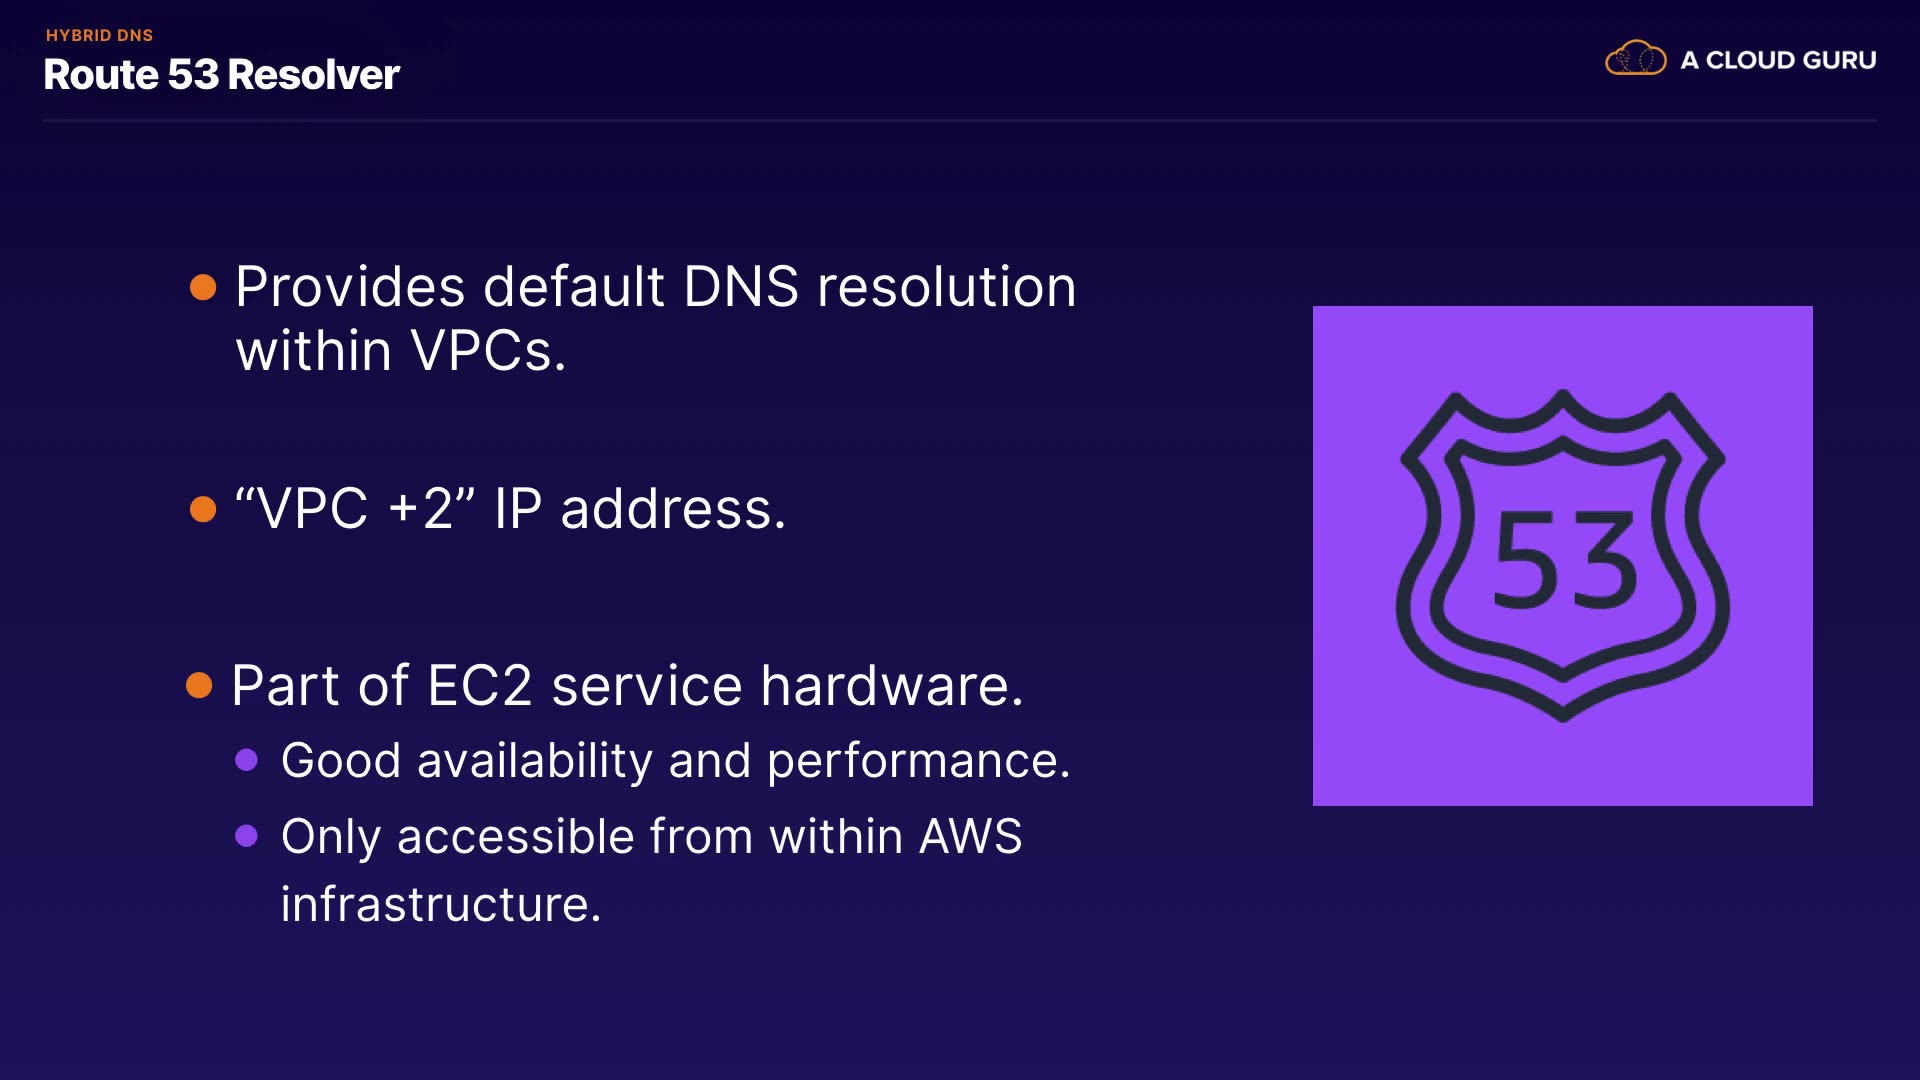 HYBRID DNS
Route 53 Resolver
A CLOUD GURU
Provides default DNS resolution
within VPCs.
“VPC +2” IP address.
Part of EC2 service hardware.
Good availability and performance.
Only accessible from within AWS
infrastructure.
53